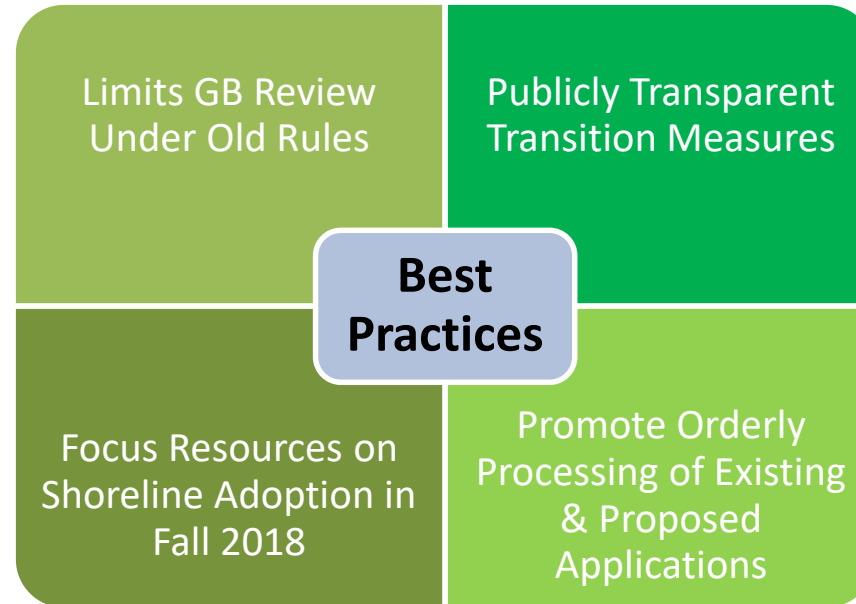 Limits GB Review
Under Old Rules
Publicly Transparent
Transition Measures
Best
Practices
Focus Resources on
Shoreline Adoption in
Fall 2018
Promote Orderly
Processing of Existing
& Proposed
Applications